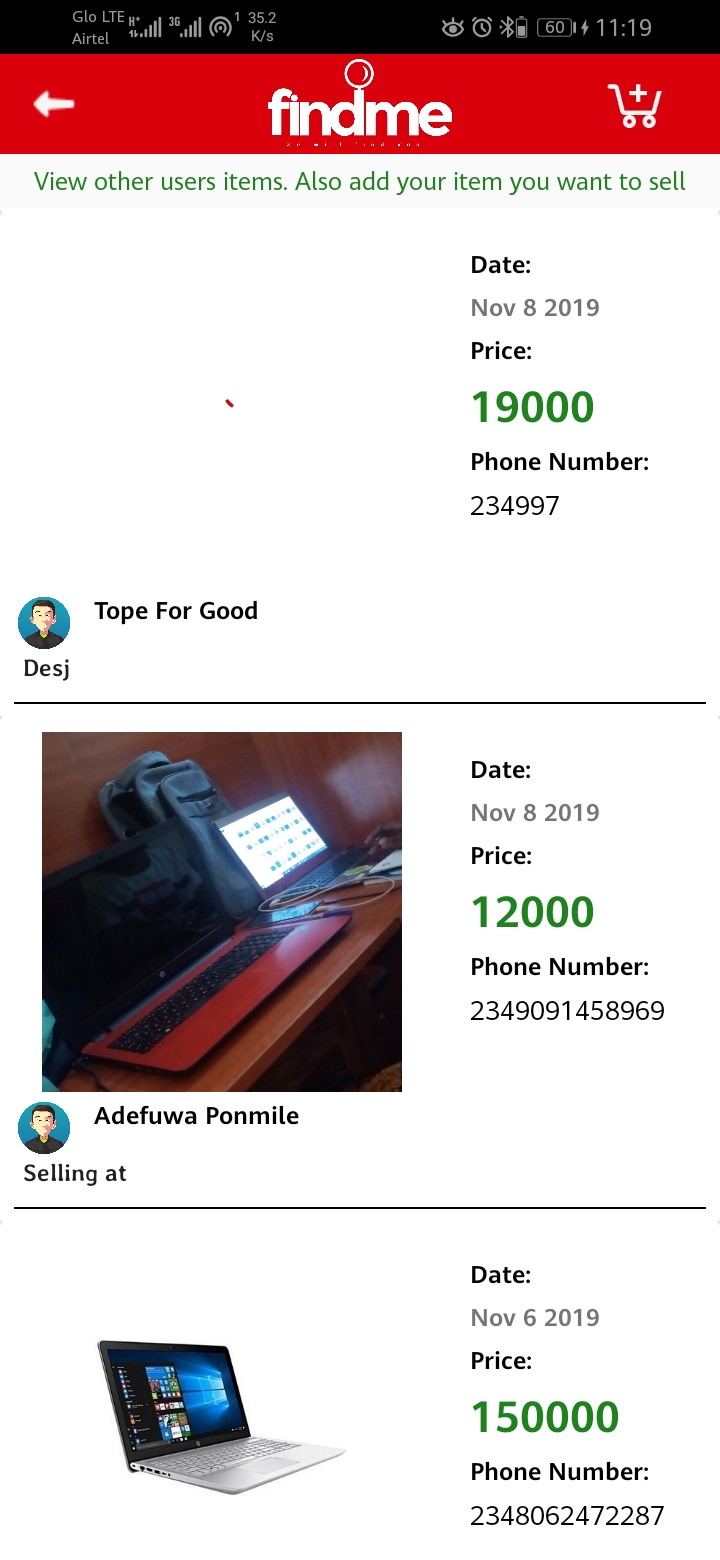 Glo LTE H+ 3G 1 35.2
Airtel K/s 60 11:19
findme
View other users items. Also add your item you want to sell
Date:
Nov 8 2019
Price:
19000
Phone Number:
234997
Tope For Good
Desj
Date:
Nov 8 2019
Price:
12000
Phone Number:
2349091458969
Adefuwa Ponmile
Selling at
Date:
Nov 6 2019
Price:
150000
Phone Number:
2348062472287